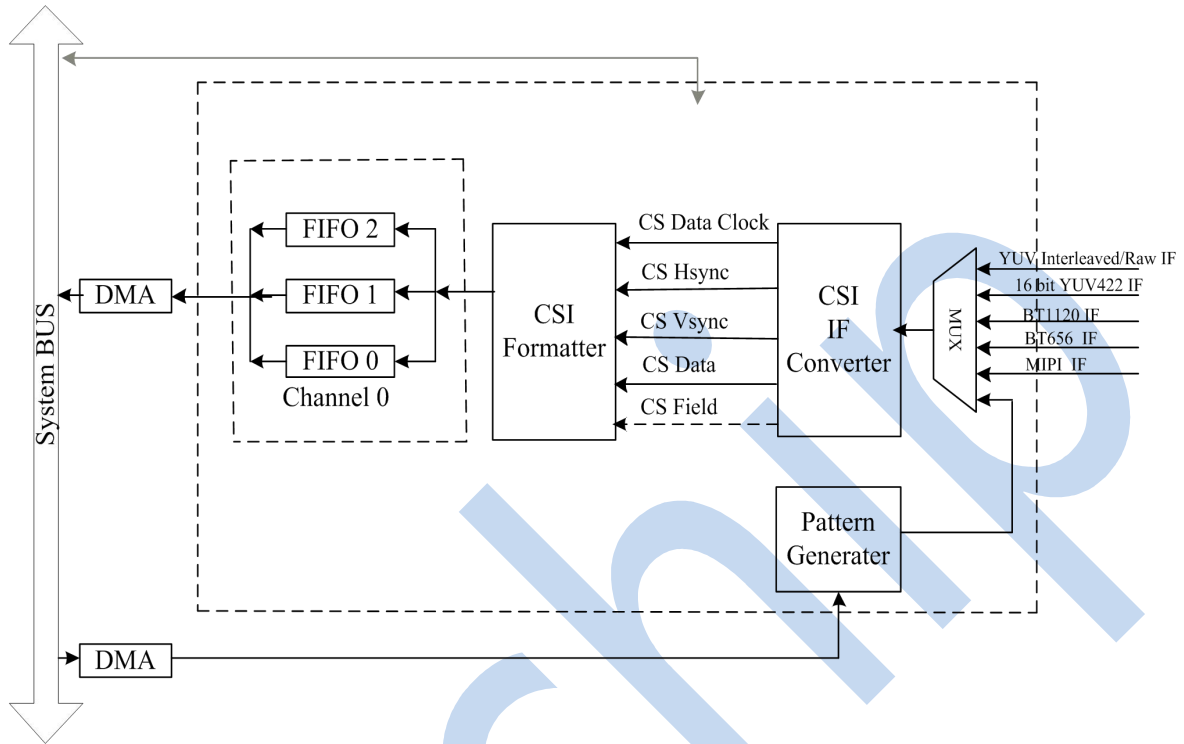 System BUS
DMA
FIFO 2
FIFO 1
FIFO 0
Channel 0
CSI
Formatter
CS Data Clock
CS Hsync
CS Vsync
CS Data
CS Field
CSI
IF
Converter
MUX
YUV Interleaved/Raw IF
16 bit YUV422 IF
BT1120 IF
BT656 IF
MIPI IF
Pattern
Generater
DMA
chip